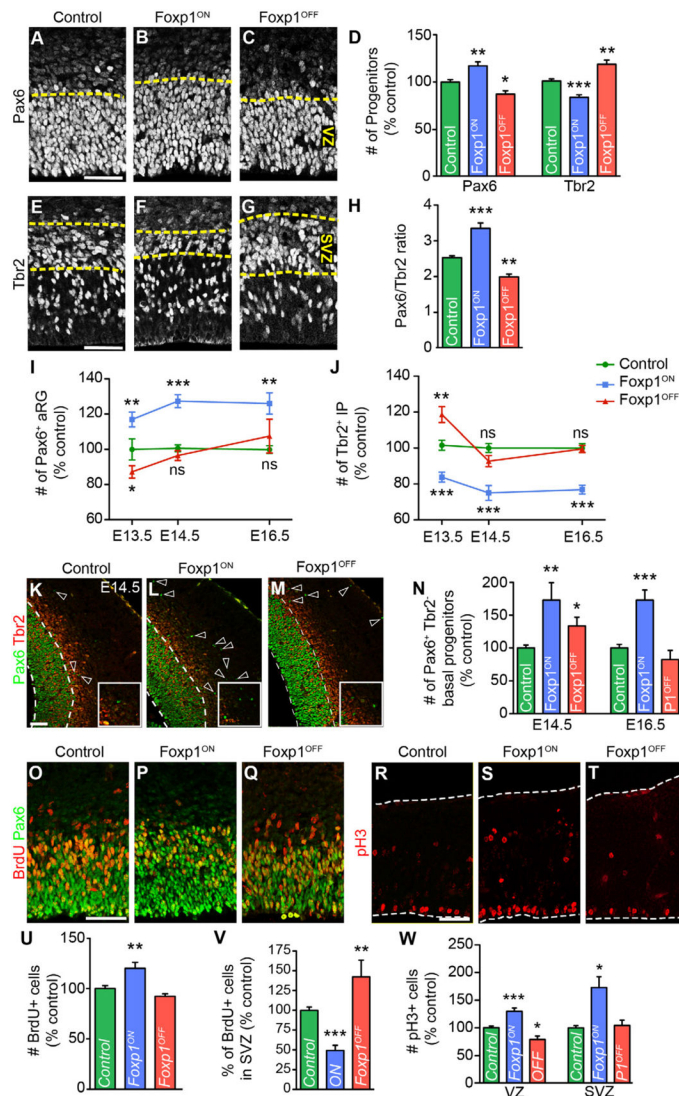 Control Foxp1ON Foxp1OFF
A B C D
Pax6
VZ
**
*
***
**
150
100
50
0
# of Progenitors
(% control)
Control
Foxp1ON
Foxp1OFF
Control
Foxp1ON
Foxp1OFF
Pax6 Tbr2
E F G H
Tbr2
SVZ
***
**
4
3
2
1
0
Pax6/Tbr2 ratio
Control
Foxp1ON
Foxp1OFF
I
140
120
100
80
60
# of Pax6+ aRG
(% control)
** *** **
* ns ns
E13.5 E14.5 E16.5
J
140
120
100
80
60
# of Tbr2+ IP
(% control)
** ns ns
*** *** ***
E13.5 E14.5 E16.5
Control
Foxp1ON
Foxp1OFF
Control Foxp1ON Foxp1OFF
K E14.5 L M N
Pax6 Tbr2
** * ***
200
150
100
50
0
# of Pax6+ Tbr2-
basal progenitors
(% control)
Control
Foxp1ON
Foxp1OFF
Control
Foxp1ON
P1OFF
E14.5 E16.5
Control Foxp1ON Foxp1OFF
O P Q
BrdU Pax6
Control Foxp1ON Foxp1OFF
R S T
pH3
U
**
150
100
50
0
# BrdU+ cells
(% control)
Control
Foxp1ON
Foxp1OFF
V
**
***
175
150
125
100
75
50
25
0
% of BrdU+ cells
in SVZ (% control)
Control
ON
Foxp1OFF
W
*** * *
250
200
150
100
50
0
# pH3+ cells
(% control)
Control
Foxp1ON
OFF
Control
Foxp1ON
P1OFF
VZ SVZ